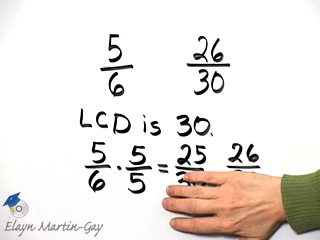 5/6 26/30
LCD is 30.
5/6 · 5/5 = 25/ 26/
Elayn Martin-Gay